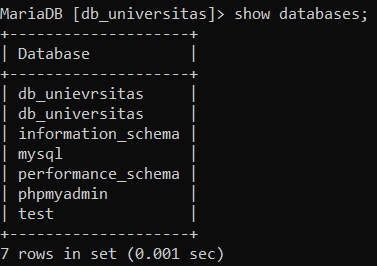 MariaDB [db_universitas]> show databases;
+--------------------+
| Database           |
+--------------------+
| db_unievrsitas     |
| db_universitas     |
| information_schema |
| mysql              |
| performance_schema |
| phpmyadmin         |
| test               |
+--------------------+
7 rows in set (0.001 sec)